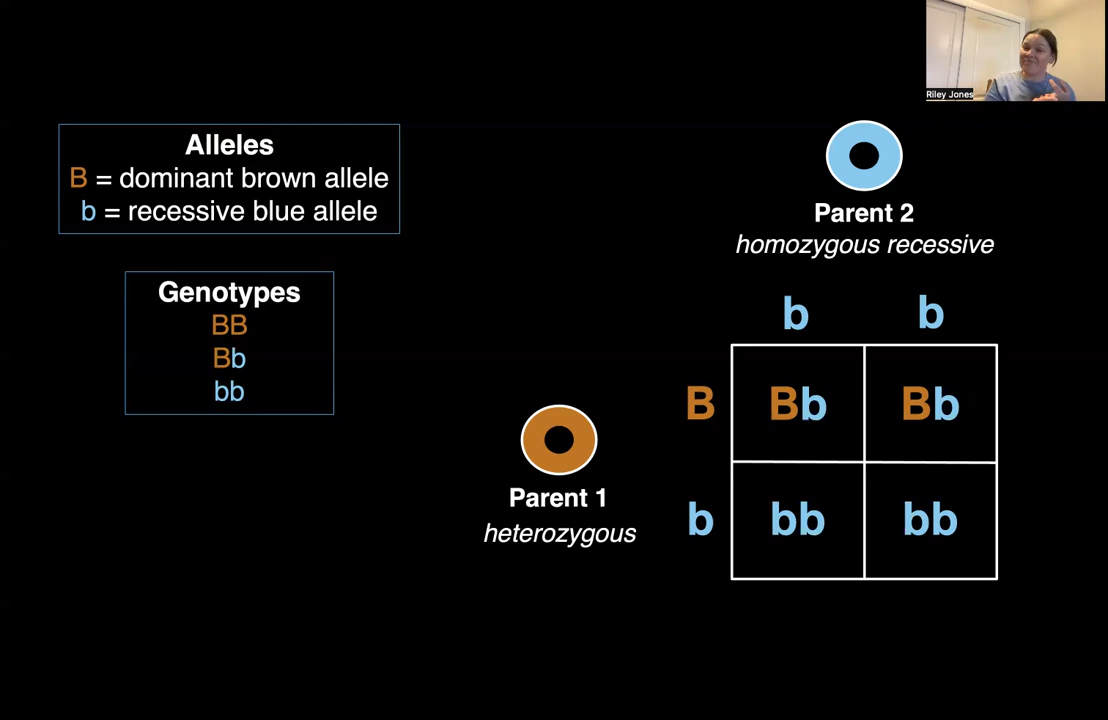 Riley Jones
Alleles
B = dominant brown allele
b = recessive blue allele
Genotypes
BB
Bb
bb
Parent 2
homozygous recessive
b b
B Bb Bb
Parent 1
heterozygous
b bb bb